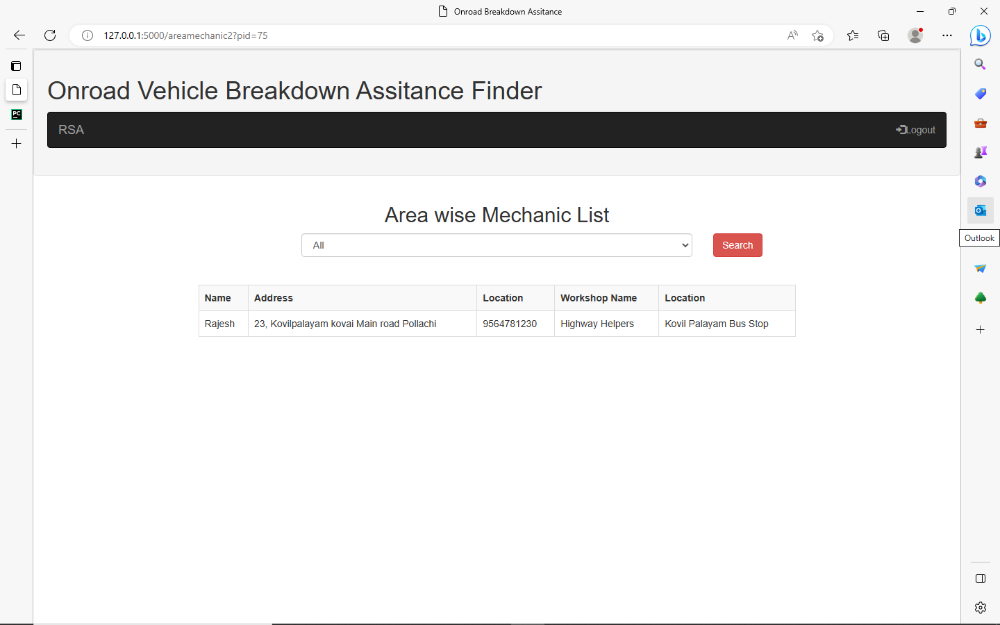 Onroad Breakdown Assitance
127.0.0.1:5000/areamechanic2?pid=75
Onroad Vehicle Breakdown Assitance Finder
RSA
Logout
Area wise Mechanic List
All
Search
Outlook
Name Address Location Workshop Name Location
Rajesh 23, Kovilpalayam kovai Main road Pollachi 9564781230 Highway Helpers Kovil Palayam Bus Stop
PC